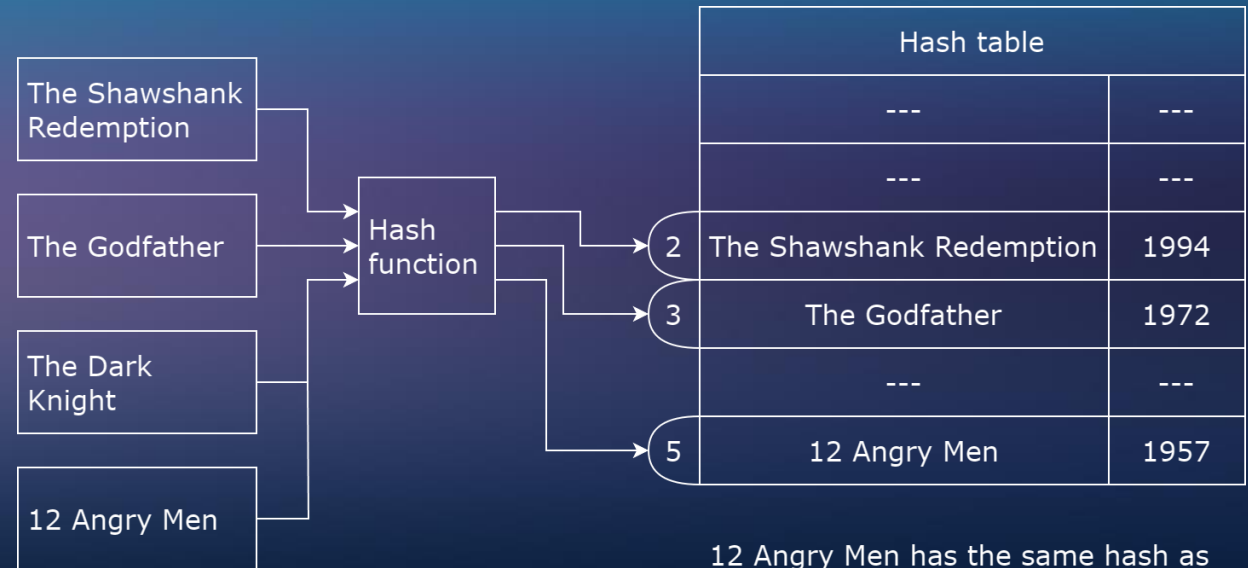 The Shawshank
Redemption
The Godfather
The Dark
Knight
12 Angry Men
Hash
function
Hash table
--- ---
--- ---
2 The Shawshank Redemption 1994
3 The Godfather 1972
--- ---
5 12 Angry Men 1957
12 Angry Men has the same hash as